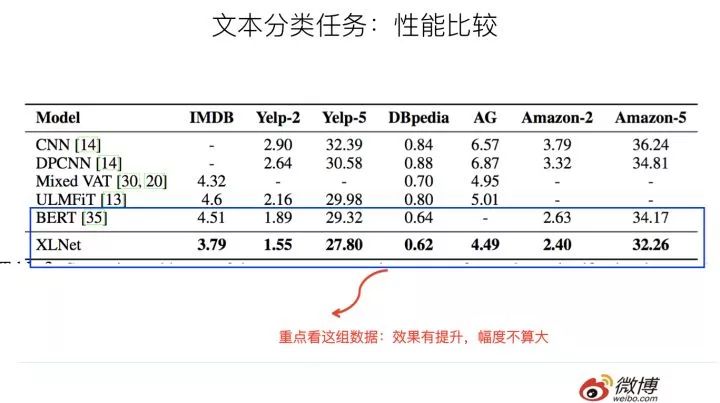 文本分类任务：性能比较
Model IMDB Yelp-2 Yelp-5 DBpedia AG Amazon-2 Amazon-5
CNN [14] - 2.90 32.39 0.84 6.57 3.79 36.24
DPCNN [14] - 2.64 30.58 0.88 6.87 3.32 34.81
Mixed VAT [30, 20] 4.32 - - 0.70 4.95 - -
ULMFiT [13] 4.6 2.16 29.98 0.80 5.01 - -
BERT [35] 4.51 1.89 29.32 0.64 - 2.63 34.17
XLNet 3.79 1.55 27.80 0.62 4.49 2.40 32.26
重点看这组数据：效果有提升，幅度不算大
微博
weibo.com